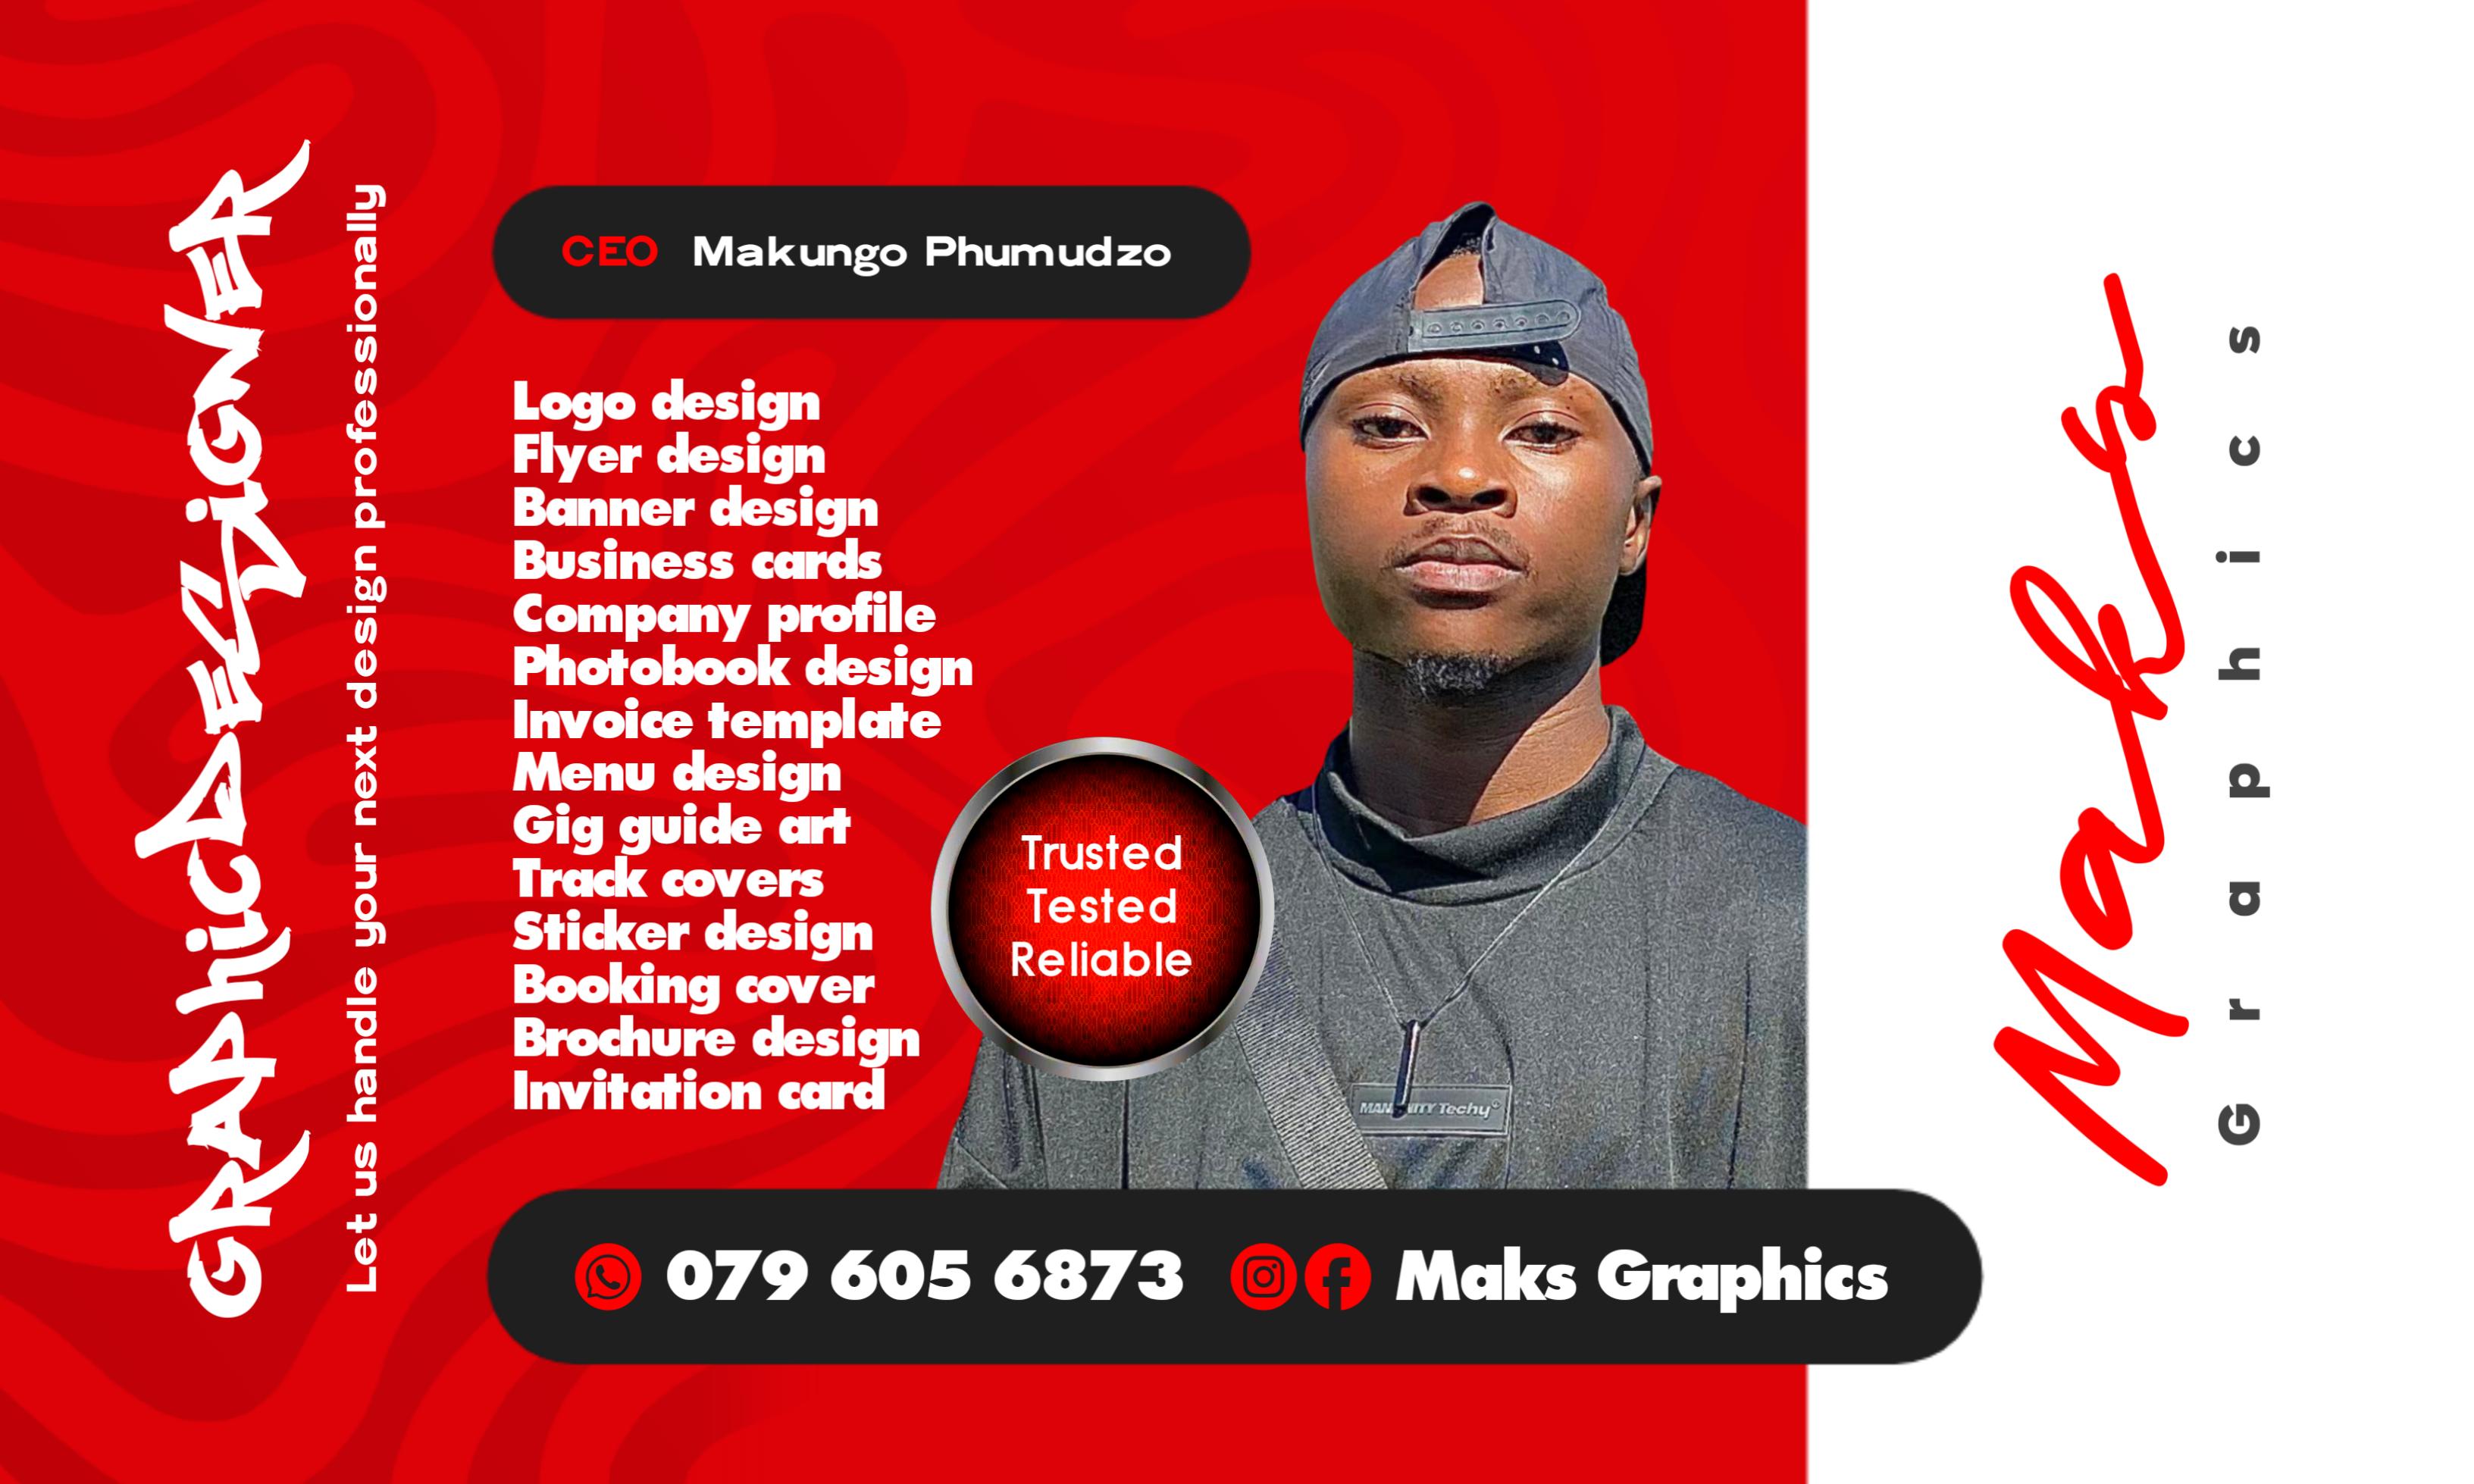 GRAPHIC DESIGNER
Let us handle your next design professionally
CEO Makungo Phumudzo
Logo design
Flyer design
Banner design
Business cards
Company profile
Photobook design
Invoice template
Menu design
Gig guide art
Track covers
Sticker design
Booking cover
Brochure design
Invitation card
Trusted
Tested
Reliable
Techy
079 605 6873 Maks Graphics
Maks
Graphics